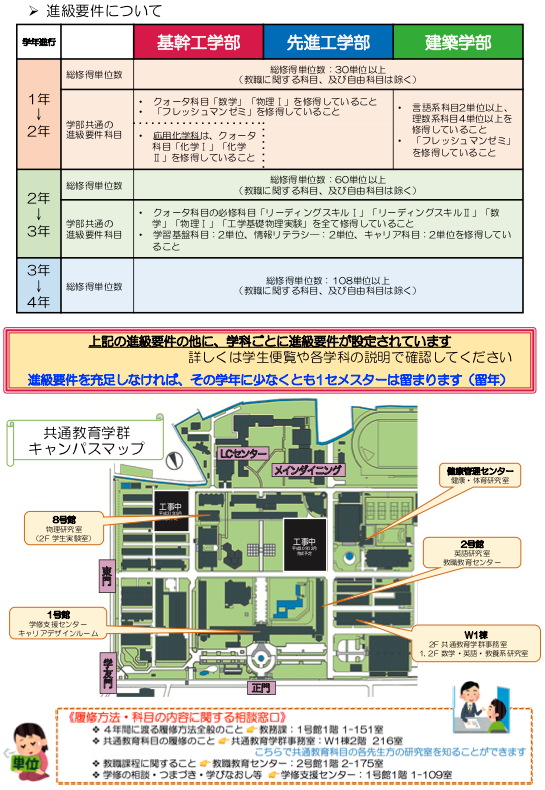 ➢ 進級要件について
学年進行
基幹工学部
先進工学部
建築学部
1年
↓
2年
総修得単位数
総修得単位数：30単位以上
（教職に関する科目、及び自由科目は除く）
学部共通の
進級要件科目
• クォータ科目「数学」「物理Ⅰ」を修得していること
• 「フレッシュマンゼミ」を修得していること
• 応用化学科は、クォータ
科目「化学Ⅰ」「化学
Ⅱ」を修得していること
• 言語系科目2単位以上、
理数系科目4単位以上を
修得していること
• 「フレッシュマンゼミ」
を修得していること
2年
↓
3年
総修得単位数
総修得単位数：60単位以上
（教職に関する科目、及び自由科目は除く）
学部共通の
進級要件科目
• クォータ科目の必修科目「リーディングスキルⅠ」「リーディングスキルⅡ」「数
学」「物理Ⅰ」「工学基礎物理実験」を全て修得していること
• 学習基盤科目：2単位、情報リテラシー：2単位、キャリア科目：2単位を修得してい
ること
3年
↓
4年
総修得単位数
総修得単位数：108単位以上
（教職に関する科目、及び自由科目は除く）
上記の進級要件の他に、学科ごとに進級要件が設定されています
詳しくは学生便覧や各学科の説明で確認してください
進級要件を充足しなければ、その学年に少なくとも1セメスターは留まります（留年）
共通教育学群
キャンパスマップ
LCセンター
メインダイニング
健康管理センター
健康・体育研究室
工事中
8号館
物理研究室
（2F 学生実験室）
工事中
2号館
英語研究室
教職教育センター
東門
1号館
学修支援センター
キャリアデザインルーム
W1棟
2F 共通教育学群事務室
1, 2F 数学・英語・教養系研究室
学友門
正門
《履修方法・科目の内容に関する相談窓口》
❖ 4年間に渡る履修方法全般のこと 👉教務課：1号館1階 1-151室
❖ 共通教育科目の履修のこと 👉共通教育学群事務室：W1棟2階 216室
こちらで共通教育科目の各先生方の研究室を知ることができます
❖ 教職課程に関すること 👉教職教育センター：2号館1階 2-175室
❖ 学修の相談・つまづき・学びなおし等 👉学修支援センター：1号館1階 1-109室
単位